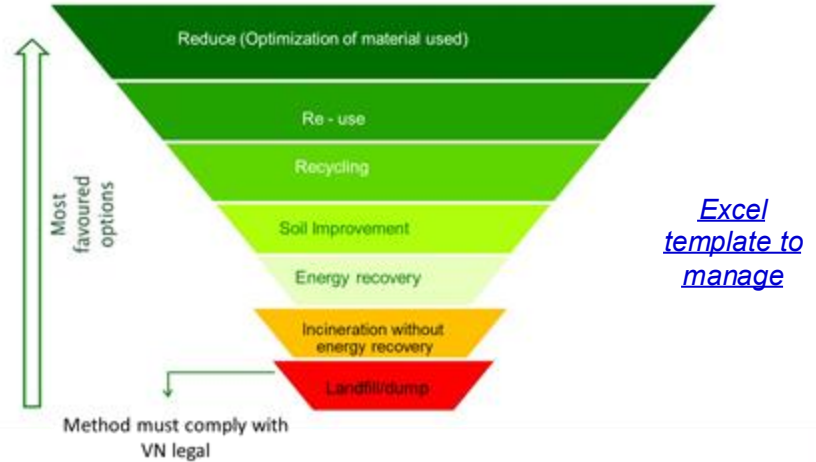 Reduce (Optimization of material used)
Re - use
Recycling
Soil Improvement
Energy recovery
Incineration without
energy recovery
Landfill/dump
Most
favoured
options
Method must comply with
VN legal
Excel
template to
manage